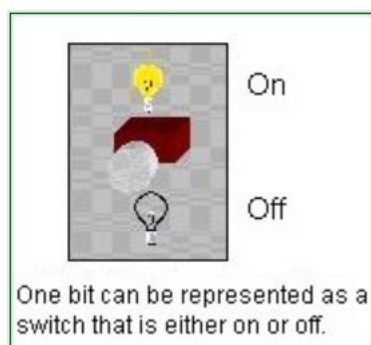 On
Off
One bit can be represented as a
switch that is either on or off.